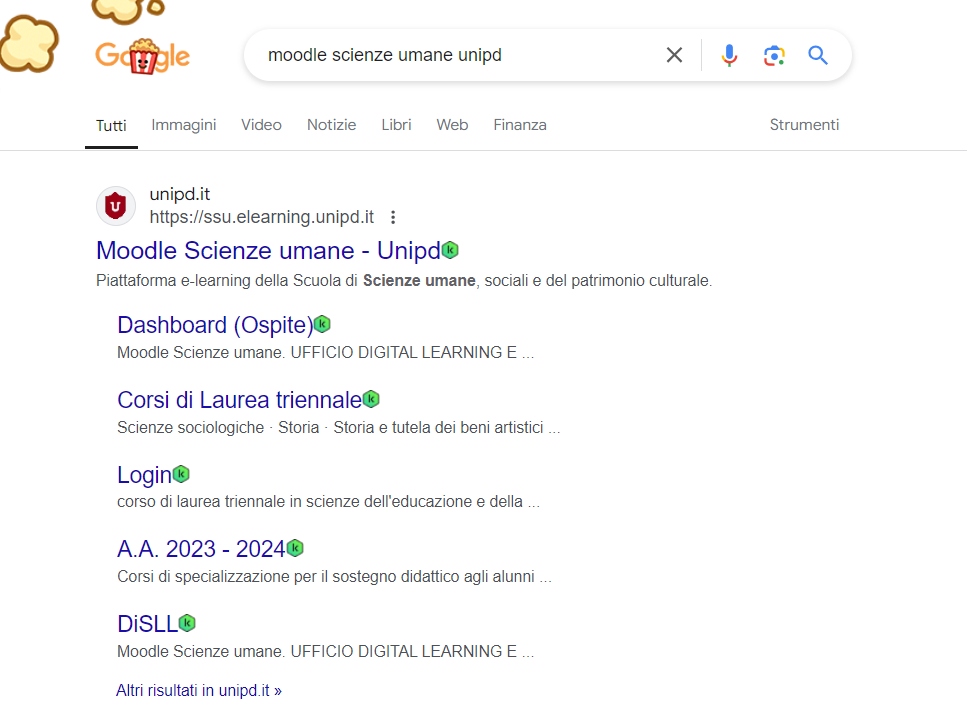 Google
moodle scienze umane unipd
Tutti Immagini Video Notizie Libri Web Finanza Strumenti
unipd.it
https://ssu.elearning.unipd.it
Moodle Scienze umane - Unipd
Piattaforma e-learning della Scuola di Scienze umane, sociali e del patrimonio culturale.
Dashboard (Ospite)
Moodle Scienze umane. UFFICIO DIGITAL LEARNING E ...
Corsi di Laurea triennale
Scienze sociologiche · Storia · Storia e tutela dei beni artistici ...
Login
corso di laurea triennale in scienze dell'educazione e della ...
A.A. 2023 - 2024
Corsi di specializzazione per il sostegno didattico agli alunni ...
DiSLL
Moodle Scienze umane. UFFICIO DIGITAL LEARNING E ...
Altri risultati in unipd.it »